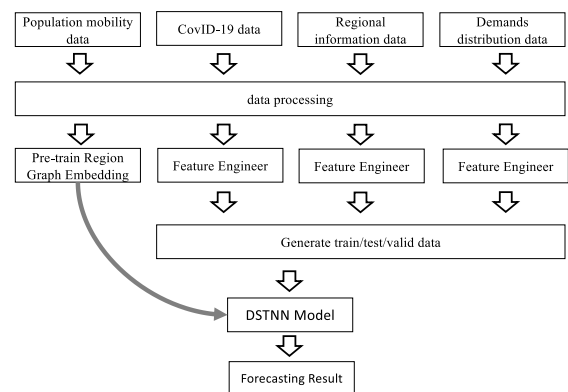 Population mobility
data
CovID-19 data
Regional
information data
Demands
distribution data
data processing
Pre-train Region
Graph Embedding
Feature Engineer
Feature Engineer
Feature Engineer
Generate train/test/valid data
DSTNN Model
Forecasting Result